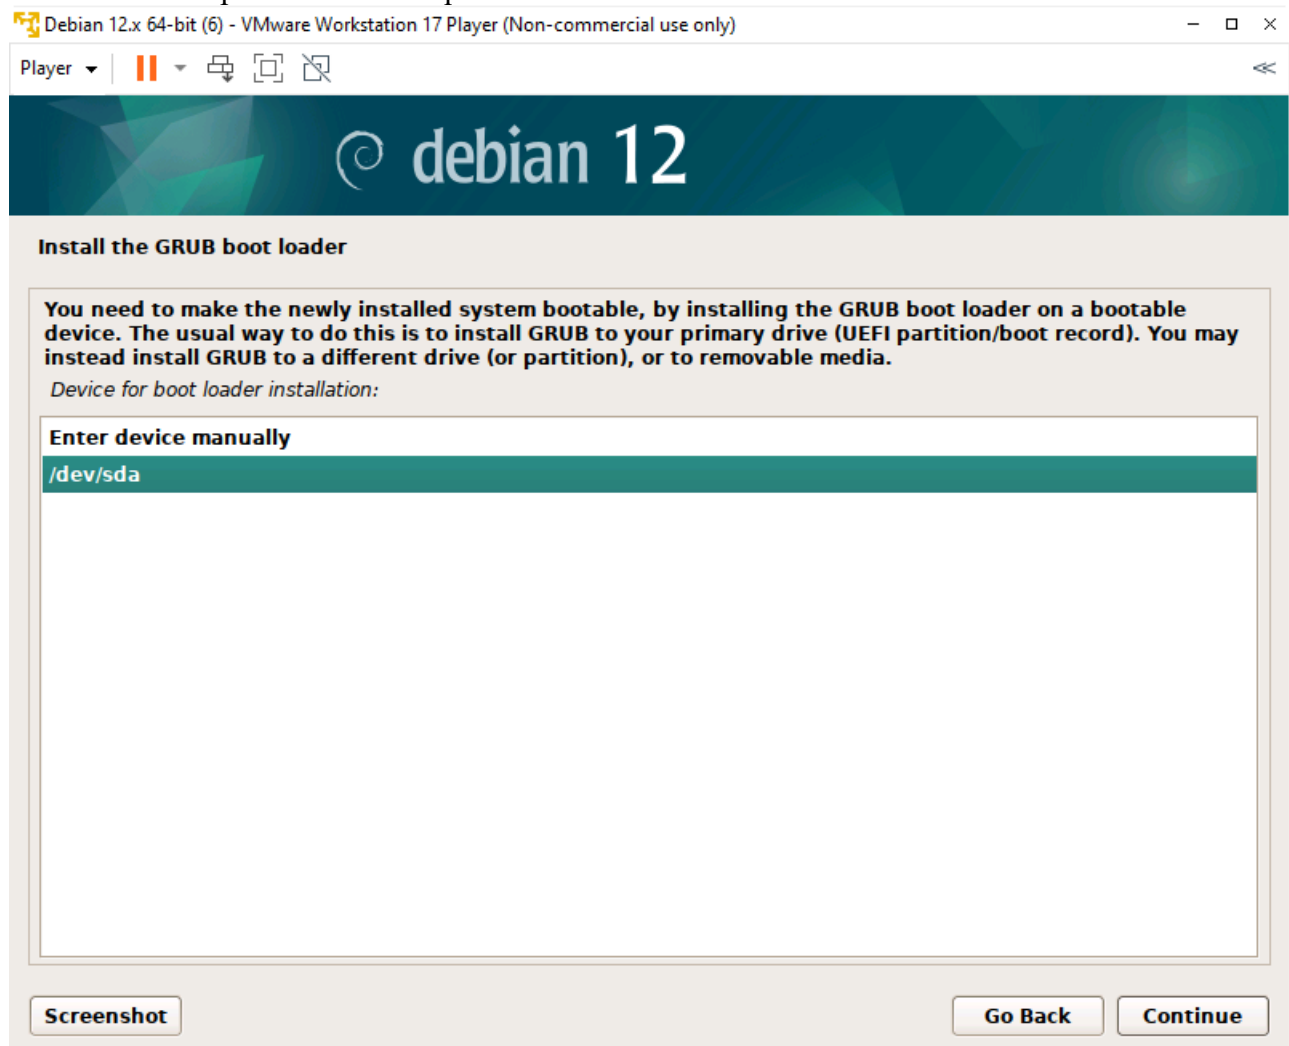 Debian 12.x 64-bit (6) - VMware Workstation 17 Player (Non-commercial use only)
Player
debian 12
Install the GRUB boot loader
You need to make the newly installed system bootable, by installing the GRUB boot loader on a bootable
device. The usual way to do this is to install GRUB to your primary drive (UEFI partition/boot record). You may
instead install GRUB to a different drive (or partition), or to removable media.
Device for boot loader installation:
Enter device manually
/dev/sda
Screenshot
Go Back
Continue